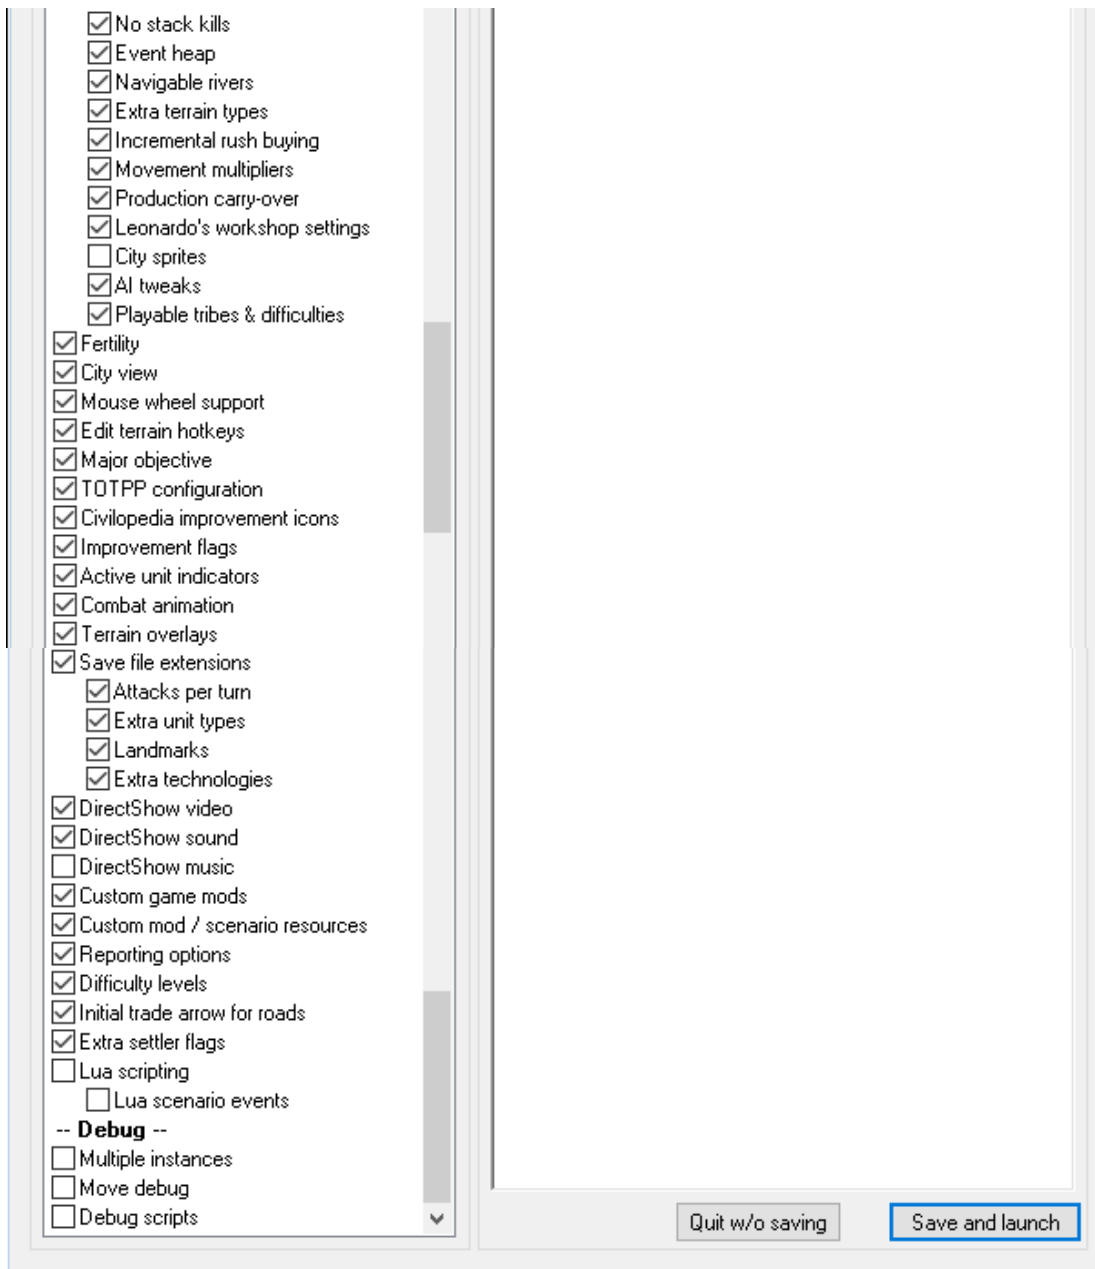 No stack kills
Event heap
Navigable rivers
Extra terrain types
Incremental rush buying
Movement multipliers
Production carry-over
Leonardo's workshop settings
City sprites
AI tweaks
Playable tribes & difficulties
Fertility
City view
Mouse wheel support
Edit terrain hotkeys
Major objective
TOTPP configuration
Civilopedia improvement icons
Improvement flags
Active unit indicators
Combat animation
Terrain overlays
Save file extensions
Attacks per turn
Extra unit types
Landmarks
Extra technologies
DirectShow video
DirectShow sound
DirectShow music
Custom game mods
Custom mod / scenario resources
Reporting options
Difficulty levels
Initial trade arrow for roads
Extra settler flags
Lua scripting
Lua scenario events
-- Debug --
Multiple instances
Move debug
Debug scripts
Quit w/o saving
Save and launch